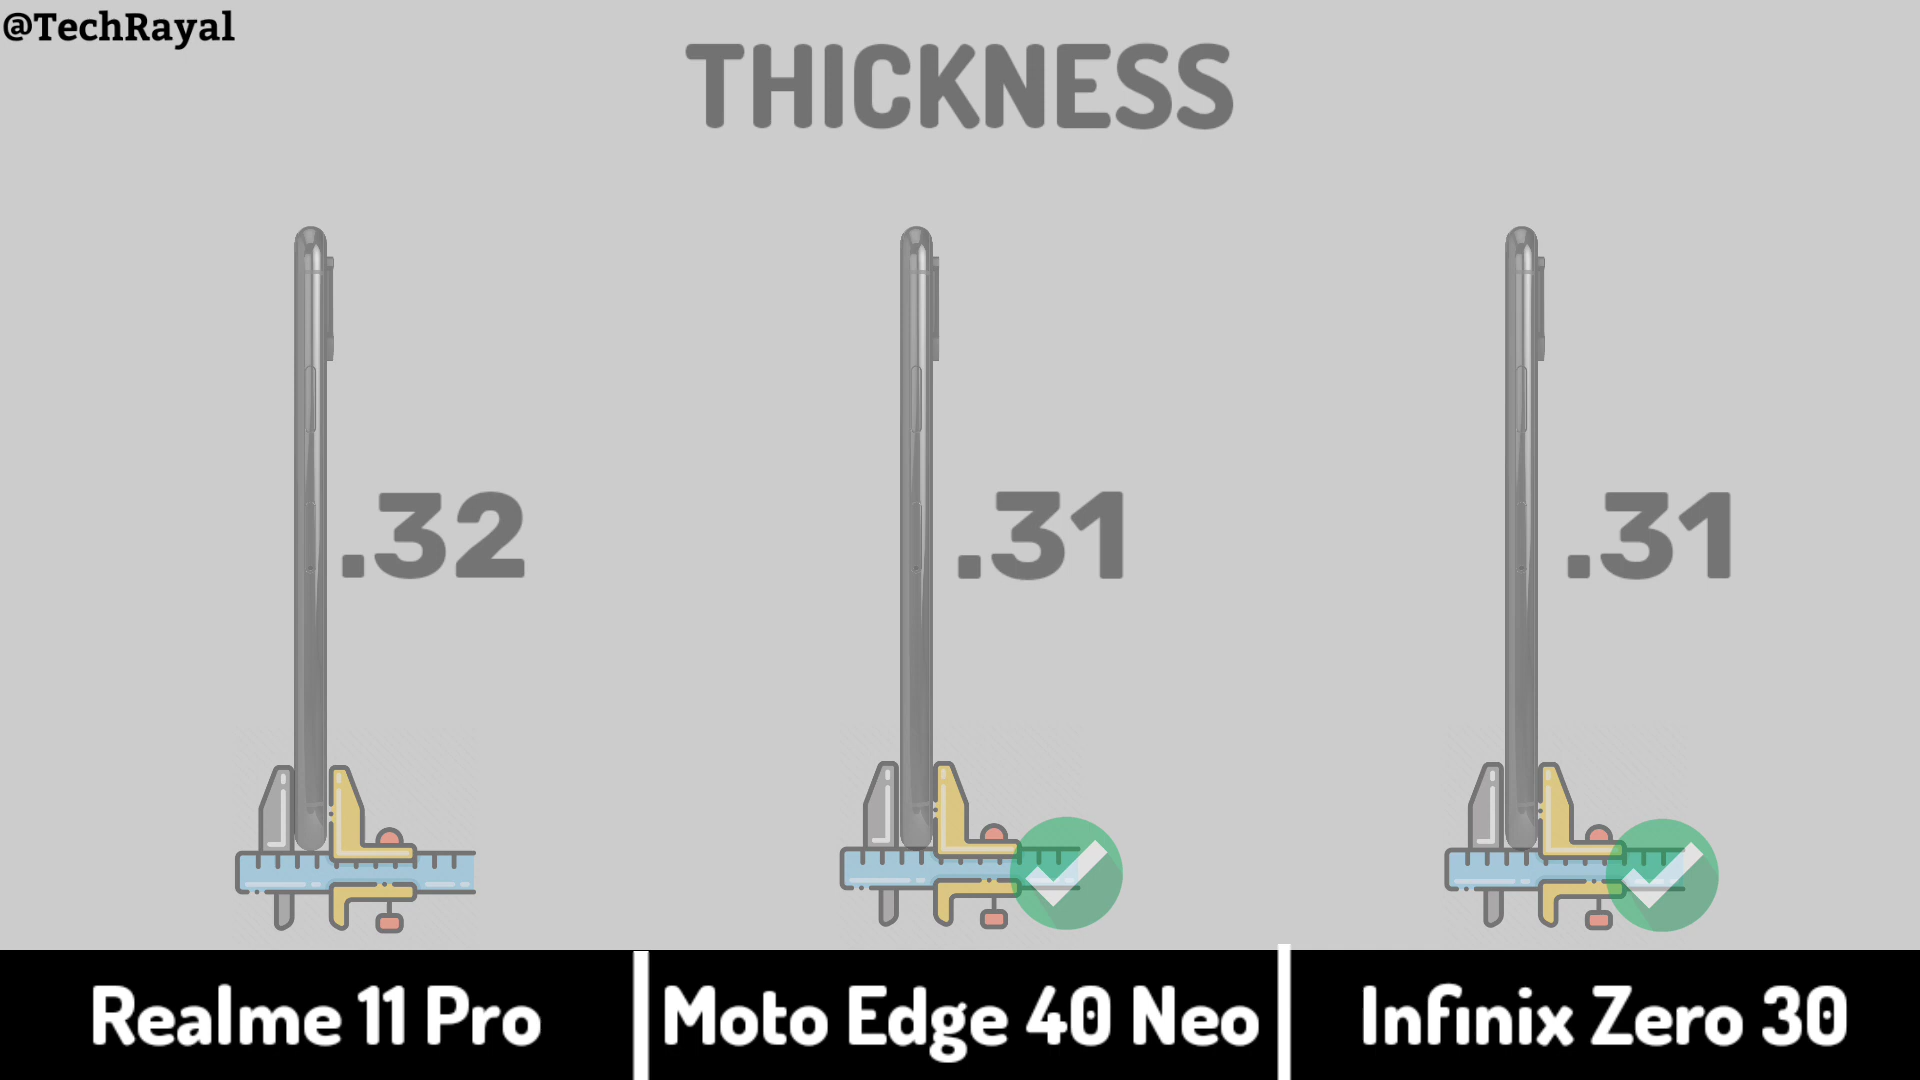 @TechRayal
THICKNESS
.32
.31
.31
Realme 11 Pro
Moto Edge 40 Neo
Infinix Zero 30